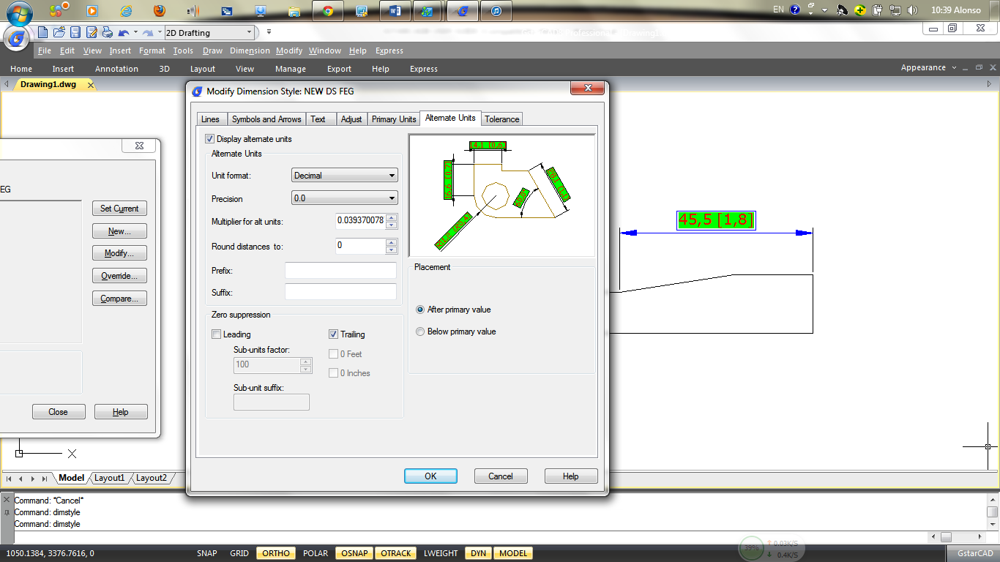 EN
10:39 Alonso
2D Drafting
File Edit View Insert Format Tools Draw Dimension Modify Window Help Express
Home Insert Annotation 3D Layout View Manage Export Help Express
Appearance
Drawing1.dwg
Modify Dimension Style: NEW DS FEG
Lines Symbols and Arrows Text Adjust Primary Units Alternate Units Tolerance
Display alternate units
Alternate Units
Unit format: Decimal
Precision 0.0
Multiplier for alt units: 0.039370078
Round distances to: 0
Prefix:
Suffix:
Zero suppression
Leading
Trailing
Sub-units factor:
100
0 Feet
0 Inches
Sub-unit suffix:
Placement
After primary value
Below primary value
OK Cancel Help
EG
Set Current
New...
Modify...
Override...
Compare...
Close Help
45,5 [1,8]
X
Model Layout1 Layout2
Command: *Cancel*
Command: dimstyle
Command: dimstyle
1050.1384, 3376.7616, 0
SNAP GRID ORTHO POLAR OSNAP OTRACK LWEIGHT DYN MODEL
39%
0.03K/S
0.4K/S
GstarCAD